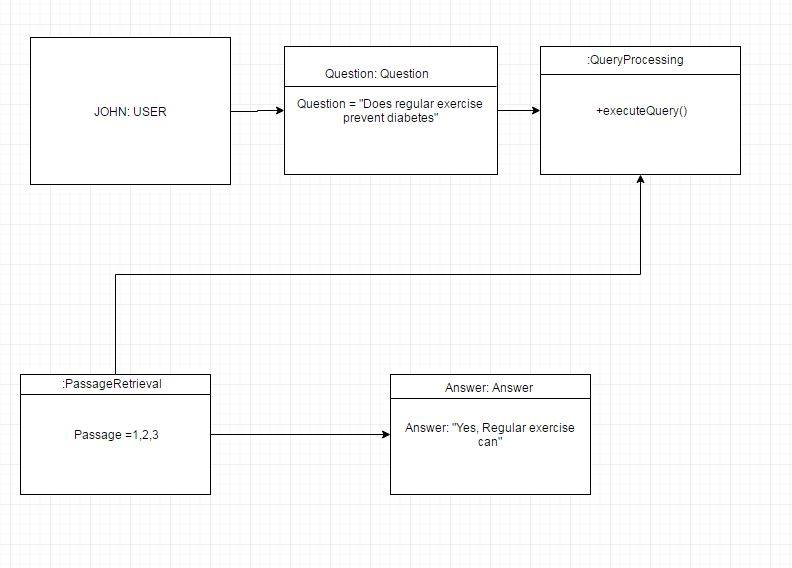 JOHN: USER
Question: Question
Question = "Does regular exercise
prevent diabetes"
:QueryProcessing
+executeQuery()
:PassageRetrieval
Passage =1,2,3
Answer: Answer
Answer: "Yes, Regular exercise
can"